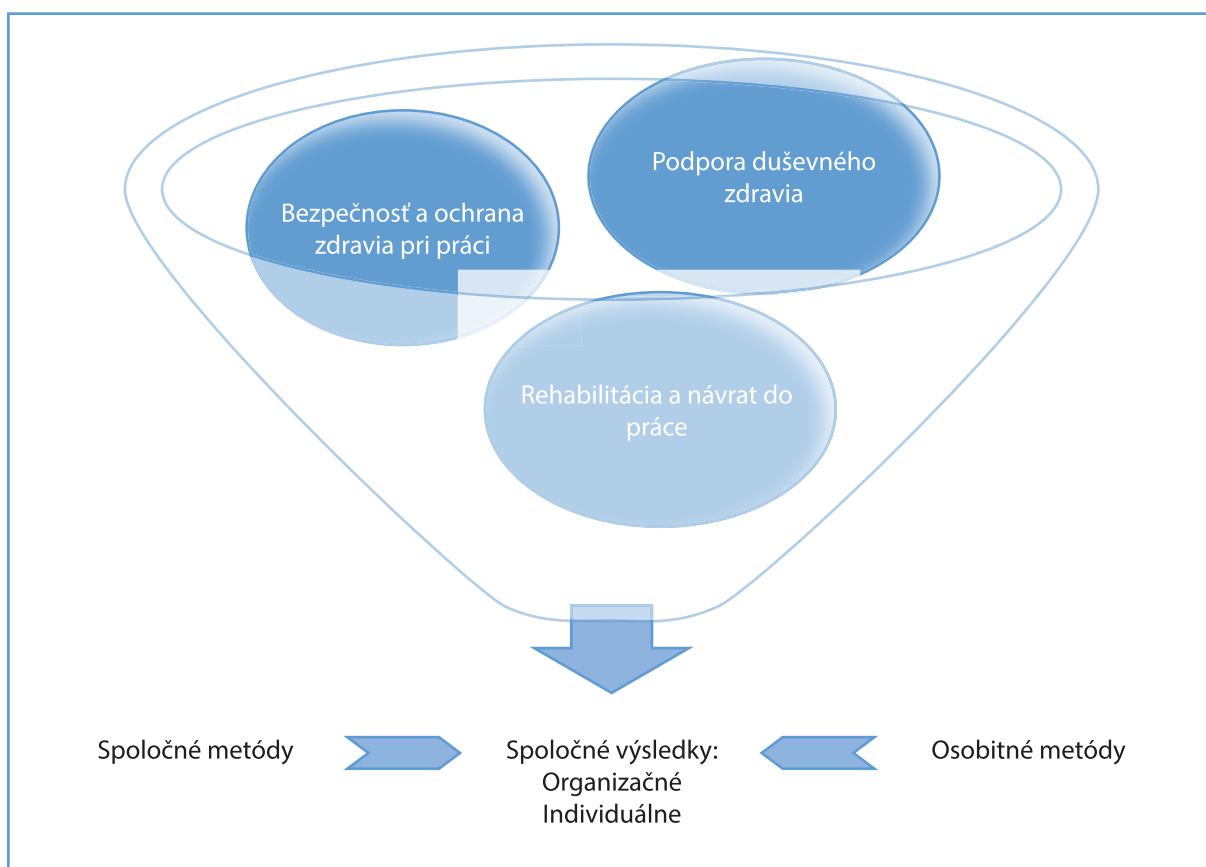 Podpora duševného
zdravia
Bezpečnosť a ochrana
zdravia pri práci
Rehabilitácia a návrat do
práce
Spoločné metódy
Spoločné výsledky:
Organizačné
Individuálne
Osobitné metódy